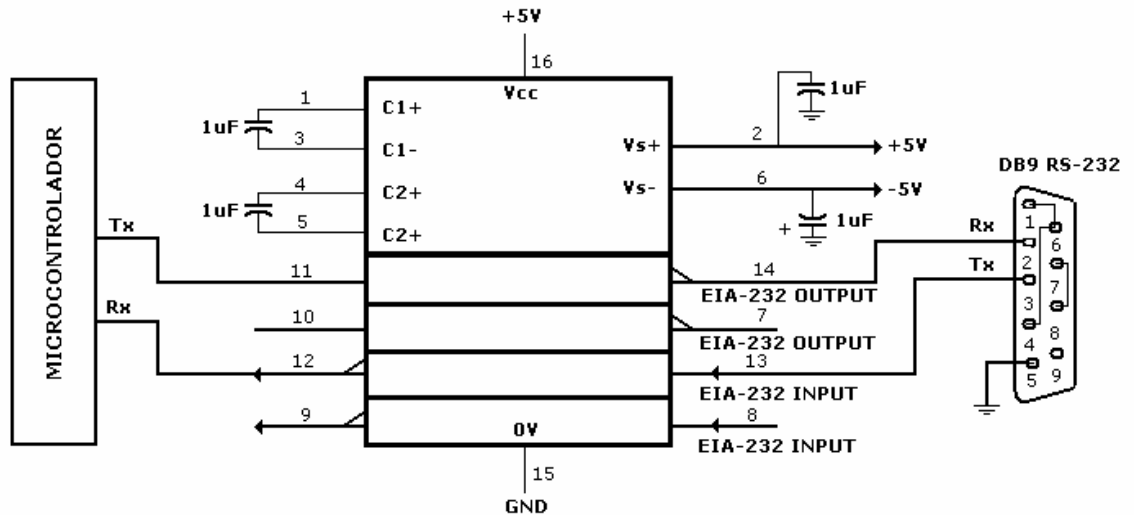 +5V
16
Vcc
MICROCONTROLADOR
1
C1+
1uF
3
C1-
4
C2+
1uF
5
C2+
Tx
11
Rx
10
12
9
0V
15
GND
1uF
Vs+
2
+5V
Vs-
6
-5V
+
1uF
14
EIA-232 OUTPUT
7
EIA-232 OUTPUT
13
EIA-232 INPUT
8
EIA-232 INPUT
DB9 RS-232
Rx
Tx
1
6
2
7
3
8
4
9
5